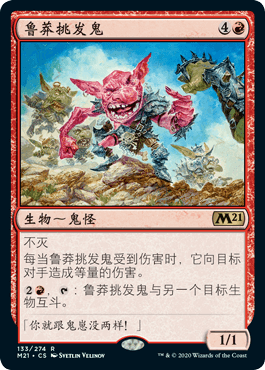 鲁莽挑发鬼 4
生物～鬼怪 M21
不灭
每当鲁莽挑发鬼受到伤害时，它向目标
对手造成等量的伤害。
2 ，：鲁莽挑发鬼与另一个目标生
物互斗。
「你就跟鬼崽没两样！」
1/1
133/274 R
M21 • CS SVETLIN VELINOV
™ & © 2020 Wizards of the Coast